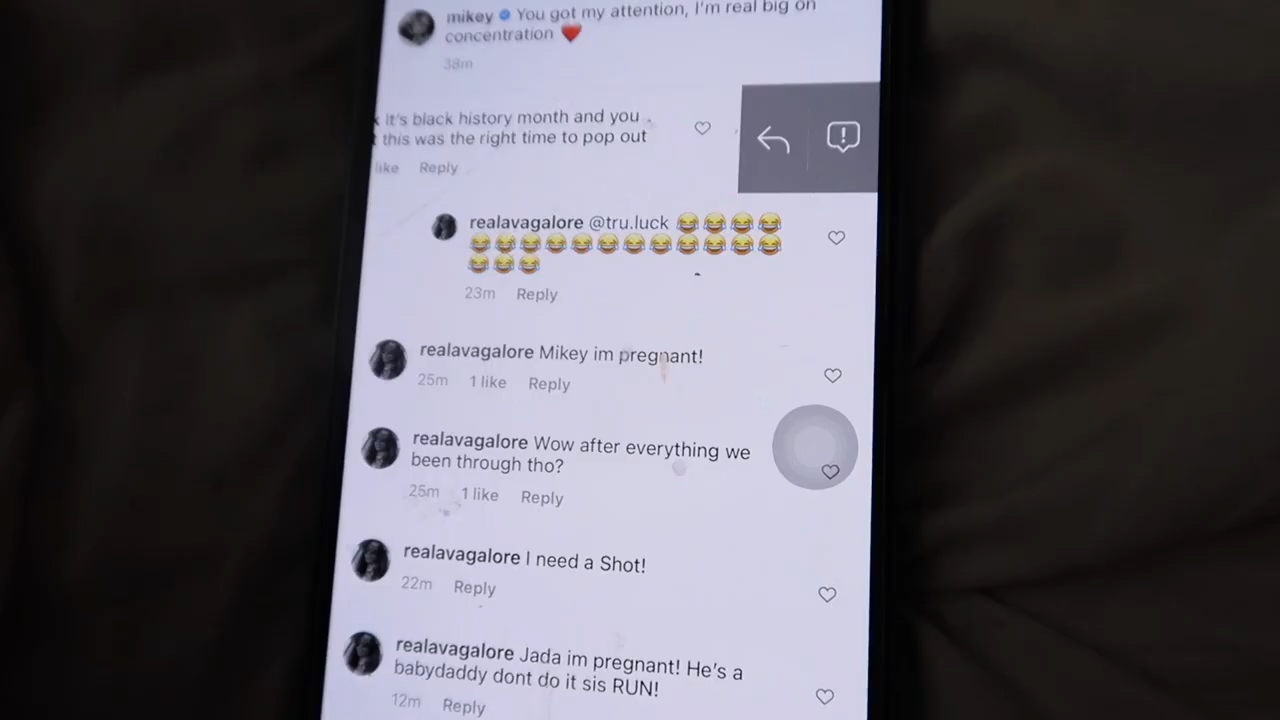 mikey You got my attention, I'm real big on
concentration ❤️
38m
it's black history month and you
this was the right time to pop out
like Reply
realavagalore @tru.luck 😂😂😂😂
😂😂😂😂😂😂😂😂😂😂😂😂
😂😂😂
23m Reply
realavagalore Mikey im pregnant!
25m 1 like Reply
realavagalore Wow after everything we
been through tho?
25m 1 like Reply
realavagalore I need a Shot!
22m Reply
realavagalore Jada im pregnant! He's a
babydaddy dont do it sis RUN!
12m Reply